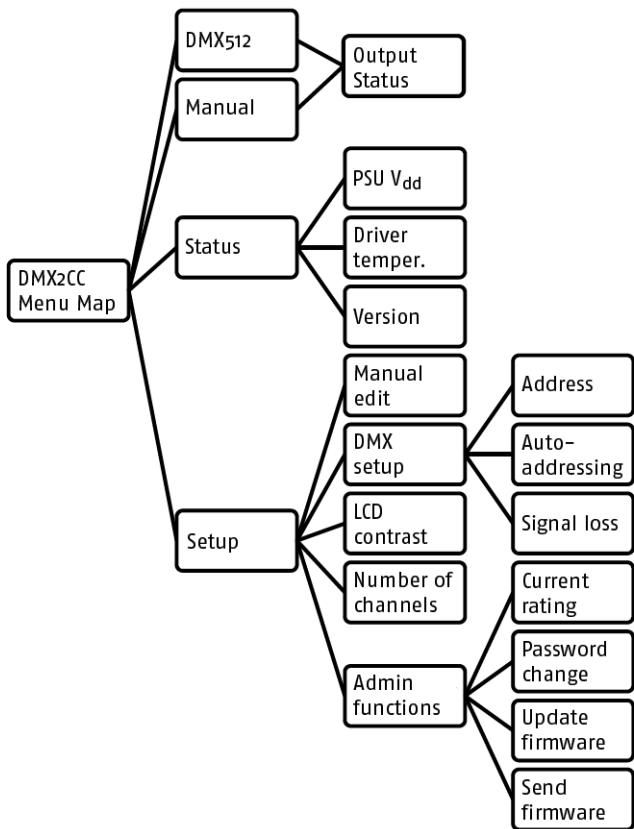 DMX2CC
Menu Map
DMX512
Manual
Output
Status
Status
PSU Vdd
Driver
temper.
Version
Setup
Manual
edit
DMX
setup
Address
Auto-
addressing
Signal loss
LCD
contrast
Number of
channels
Admin
functions
Current
rating
Password
change
Update
firmware
Send
firmware